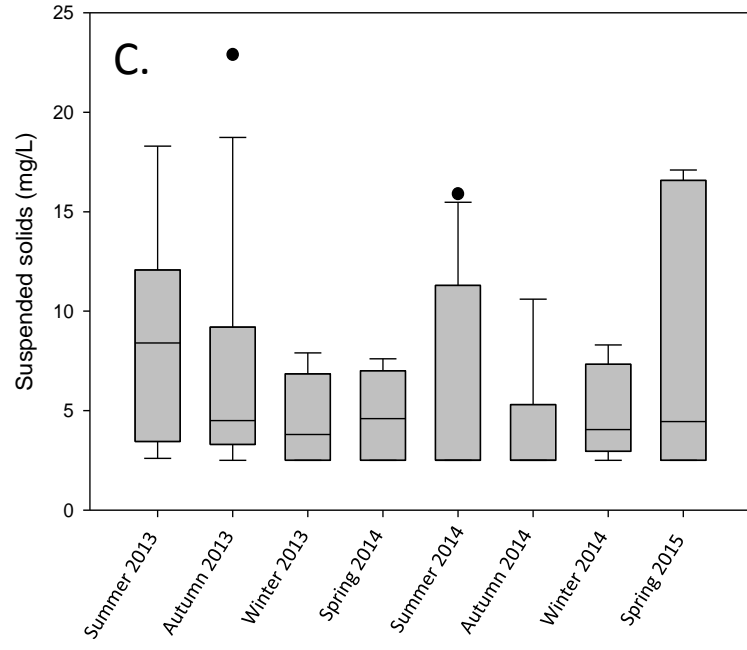 C.
Suspended solids (mg/L)
25
20
15
10
5
0
Summer 2013
Autumn 2013
Winter 2013
Spring 2014
Summer 2014
Autumn 2014
Winter 2014
Spring 2015